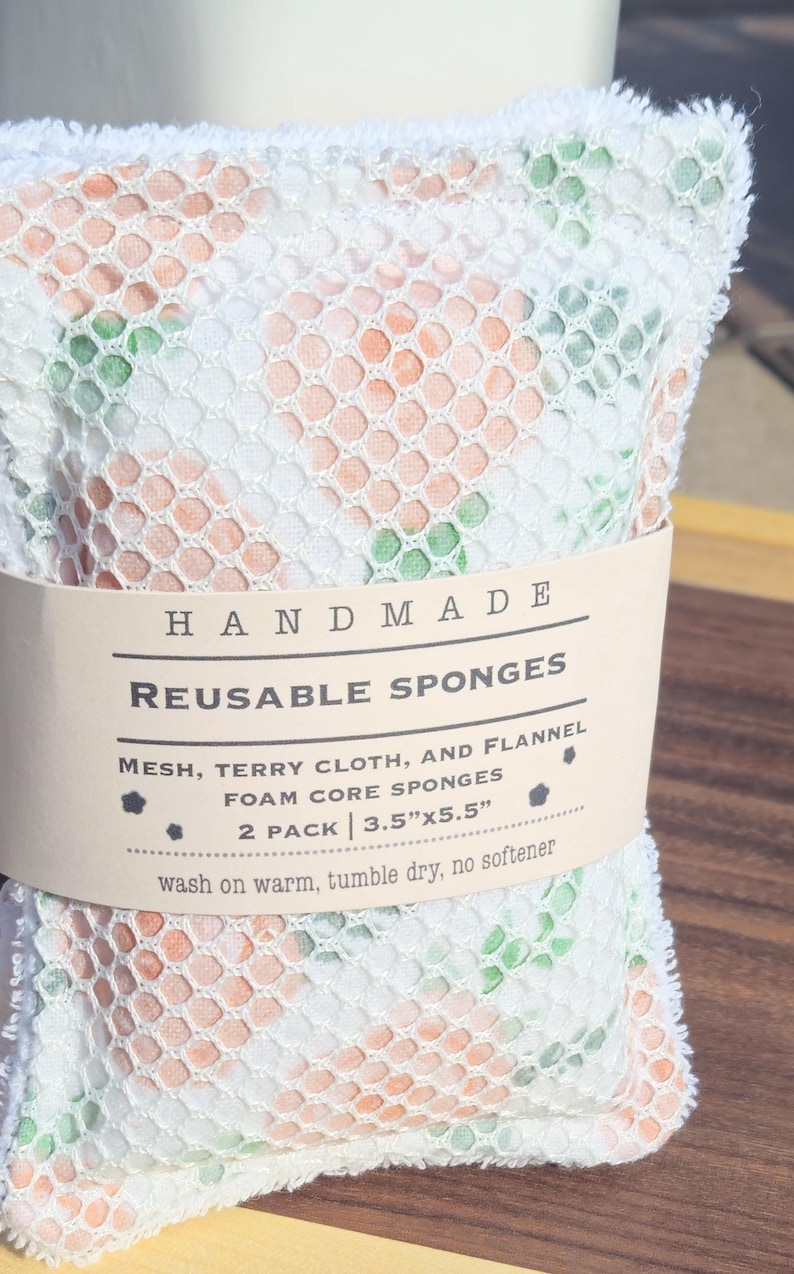 HANDMADE
REUSABLE SPONGES
MESH, TERRY CLOTH, AND FLANNEL
FOAM CORE SPONGES
2 PACK | 3.5”X5.5”
wash on warm, tumble dry, no softener